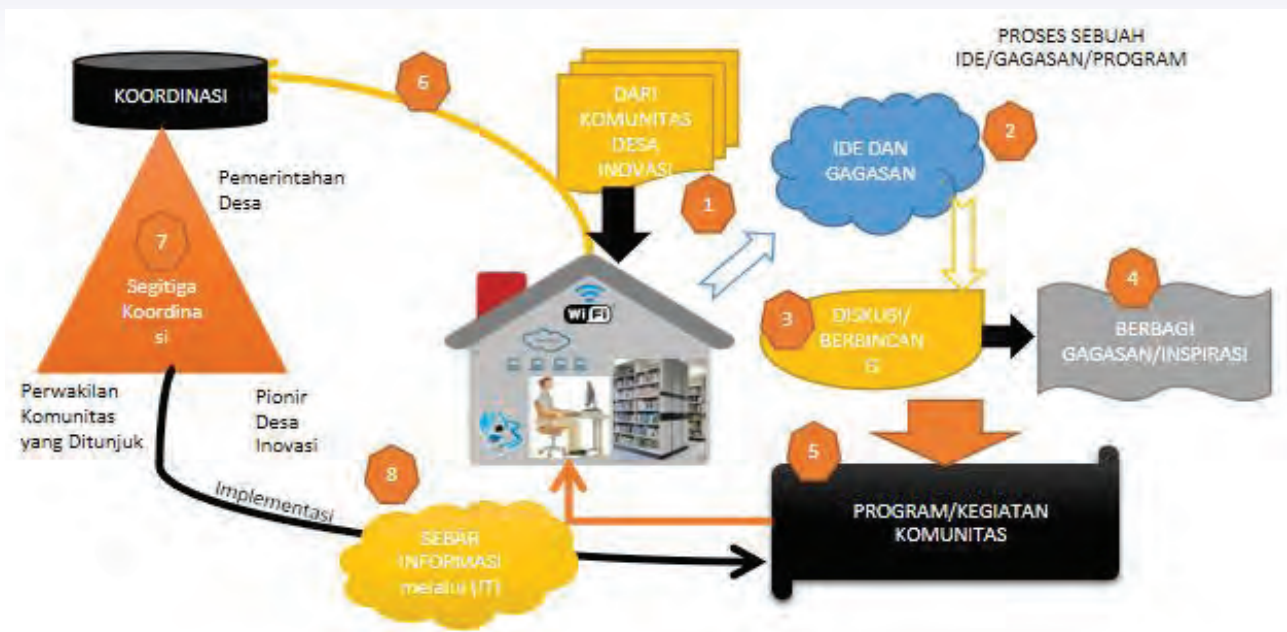 PROSES SEBUAH
IDE/GAGASAN/PROGRAM
KOORDINASI
6
DARI
KOMUNITAS
DESA
INOVASI
1
IDE DAN
GAGASAN
2
Pemerintahan
Desa
7
Segitiga
Koordina
si
WiFi
3
DISKUSI/
BERBINCAN
G
4
BERBAGI
GAGASAN/INSPIRASI
Perwakilan
Komunitas
yang Ditunjuk
Pionir
Desa
Inovasi
5
PROGRAM/KEGIATAN
KOMUNITAS
Implementasi
8
SEBAR
INFORMASI
melalui (IT)